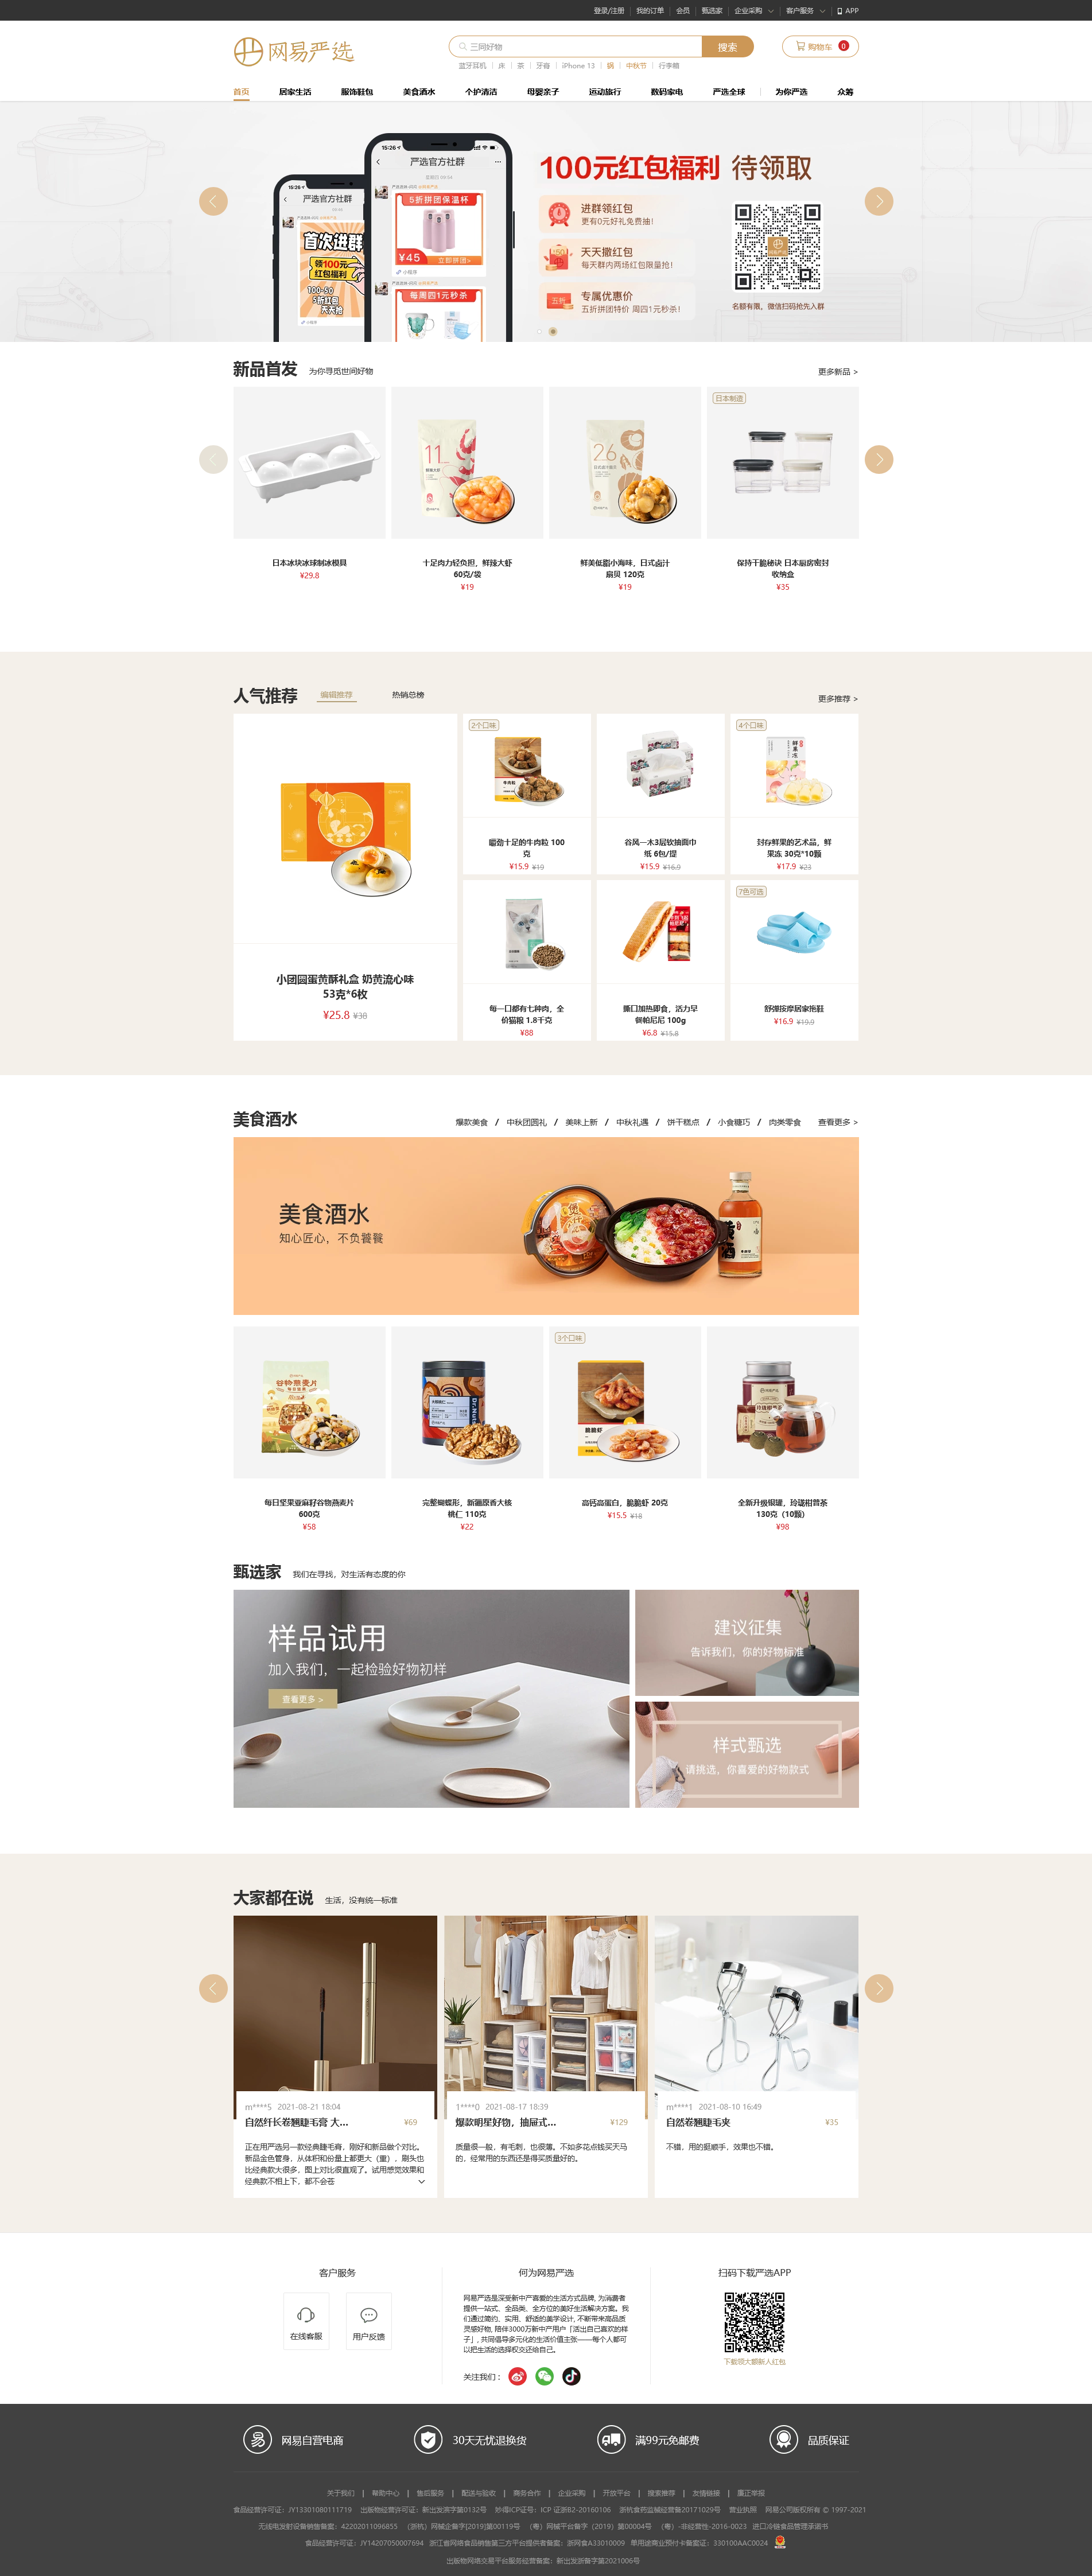 登录/注册 我的订单 会员 甄选家 企业采购 客户服务 APP
网易严选
三同好物 搜索 购物车 0
蓝牙耳机 床 茶 牙膏 iPhone 13 锅 中秋节 行李箱
首页 居家生活 服饰鞋包 美食酒水 个护清洁 母婴亲子 运动旅行 数码家电 严选全球 为你严选 众筹
15:26
严选官方社群
5折拼团保温杯
¥45 立即拼团>
小程序
每周四1元秒杀
15:26
严选官方社群
首次进群
领100元
红包福利
100-50
5折红包
天天抢
小程序
100元红包福利 待领取
进群领红包
更有0元好礼免费抽!
天天撒红包
每天群内两场红包限量抢!
五折
专属优惠价
五折拼团特价 周四1元秒杀!
名额有限，微信扫码抢先入群
新品首发 为你寻觅世间好物 更多新品 >
日本制造
日本冰块冰球制冰模具
¥29.8
十足肉力轻负担，鲜辣大虾
60克/袋
¥19
鲜美低脂小海味，日式卤汁
扇贝 120克
¥19
保持干脆秘诀 日本厨房密封
收纳盒
¥35
人气推荐 编辑推荐 热销总榜 更多推荐 >
小团圆蛋黄酥礼盒 奶黄流心味
53克*6枚
¥25.8 ¥38
2个口味
嚼劲十足的牛肉粒 100
克
¥15.9 ¥19
谷风一木3层软抽面巾
纸 6包/提
¥15.9 ¥16.9
4个口味
封存鲜果的艺术品，鲜
果冻 30克*10颗
¥17.9 ¥23
每一口都有七种肉，全
价猫粮 1.8千克
¥88
撕口加热即食，活力早
餐帕尼尼 100g
¥6.8 ¥15.8
7色可选
舒弹按摩居家拖鞋
¥16.9 ¥19.9
美食酒水 爆款美食 / 中秋团圆礼 / 美味上新 / 中秋礼遇 / 饼干糕点 / 小食糖巧 / 肉类零食 查看更多 >
美食酒水
知心匠心，不负饕餮
每日坚果亚麻籽谷物燕麦片
600克
¥58
完整蝴蝶形，新疆原香大核
桃仁 110克
¥22
3个口味
高钙高蛋白，脆脆虾 20克
¥15.5 ¥18
全新升级银罐，玲珑柑普茶
130克（10颗）
¥98
甄选家 我们在寻找，对生活有态度的你
样品试用
加入我们，一起检验好物初样
查看更多 >
建议征集
告诉我们，你的好物标准
样式甄选
请挑选，你喜爱的好物款式
大家都在说 生活，没有统一标准
m****5 2021-08-21 18:04
自然纤长卷翘睫毛膏 大... ¥69
正在用严选另一款经典睫毛膏，刚好和新品做个对比。
新品金色管身，从体积和份量上都更大（重），刷头也
比经典款大很多，图上对比很直观了。试用感觉效果和
经典款不相上下，都不会苍
1****0 2021-08-17 18:39
爆款明星好物，抽屉式... ¥129
质量很一般，有毛刺，也很薄。不如多花点钱买天马
的，经常用的东西还是得买质量好的。
m****1 2021-08-10 16:49
自然卷翘睫毛夹 ¥35
不错，用的挺顺手，效果也不错。
客户服务
在线客服 用户反馈
何为网易严选
网易严选是深受新中产喜爱的生活方式品牌, 为消费者
提供一站式、全品类、全方位的美好生活解决方案。我
们通过简约、实用、舒适的美学设计, 不断带来高品质
灵感好物, 陪伴3000万新中产用户「活出自己喜欢的样
子」, 共同倡导多元化的生活价值主张——每个人都可
以把生活的选择权交还给自己。
关注我们：
扫码下载严选APP
下载领大额新人红包
网易自营电商 30天无忧退换货 满99元免邮费 品质保证
关于我们 | 帮助中心 | 售后服务 | 配送与验收 | 商务合作 | 企业采购 | 开放平台 | 搜索推荐 | 友情链接 | 廉正举报
食品经营许可证：JY13301080111719 出版物经营许可证：新出发滨字第0132号 妙得ICP证号：ICP 证浙B2-20160106 浙杭食药监械经营备20171029号 营业执照 网易公司版权所有 © 1997-2021
无线电发射设备销售备案：42202011096855 （浙杭）网械企备字[2019]第00119号 （粤）网械平台备字（2019）第00004号 （粤）-非经营性-2016-0023 进口冷链食品管理承诺书
食品经营许可证：JY14207050007694 浙江省网络食品销售第三方平台提供者备案：浙网食A33010009 单用途商业预付卡备案证：330100AAC0024
出版物网络交易平台服务经营备案：新出发浙备字第2021006号